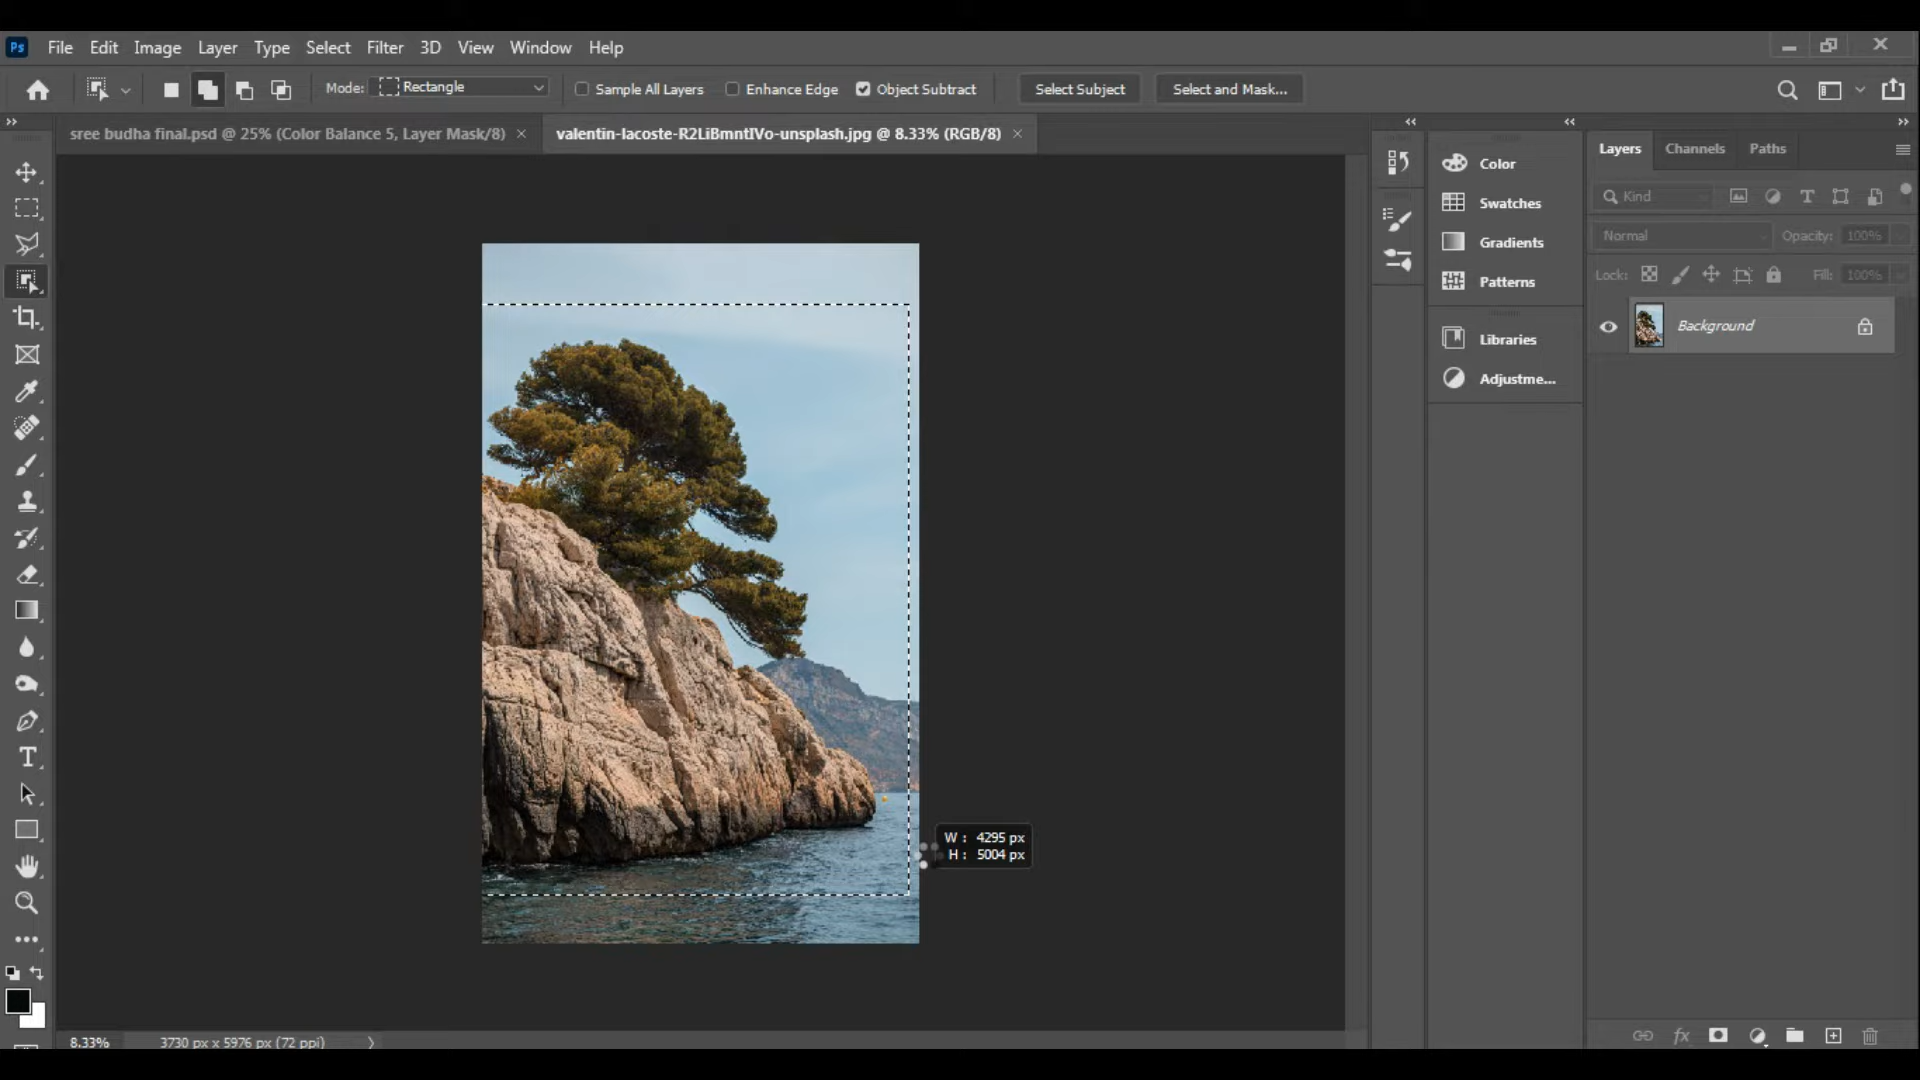 Ps File Edit Image Layer Type Select Filter 3D View Window Help
Mode: Rectangle Sample All Layers Enhance Edge Object Subtract Select Subject Select and Mask...
sree budha final.psd @ 25% (Color Balance 5, Layer Mask/8) × valentin-lacoste-R2LiBmntIVo-unsplash.jpg @ 8.33% (RGB/8) ×
Color
Swatches
Gradients
Patterns
Libraries
Adjustme...
Layers Channels Paths
Kind
Normal Opacity: 100%
Lock: Fill: 100%
Background
W : 4295 px
H : 5004 px
8.33% 3730 px x 5976 px (72 ppi)